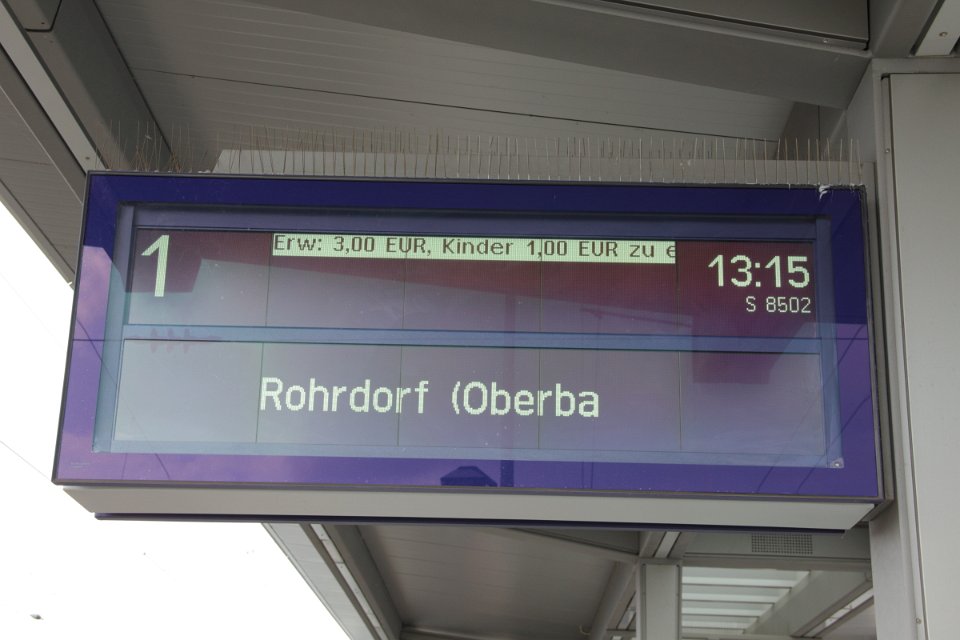 1
Erw: 3,00 EUR, Kinder 1,00 EUR zu e
13:15
S 8502
Rohrdorf (Oberba